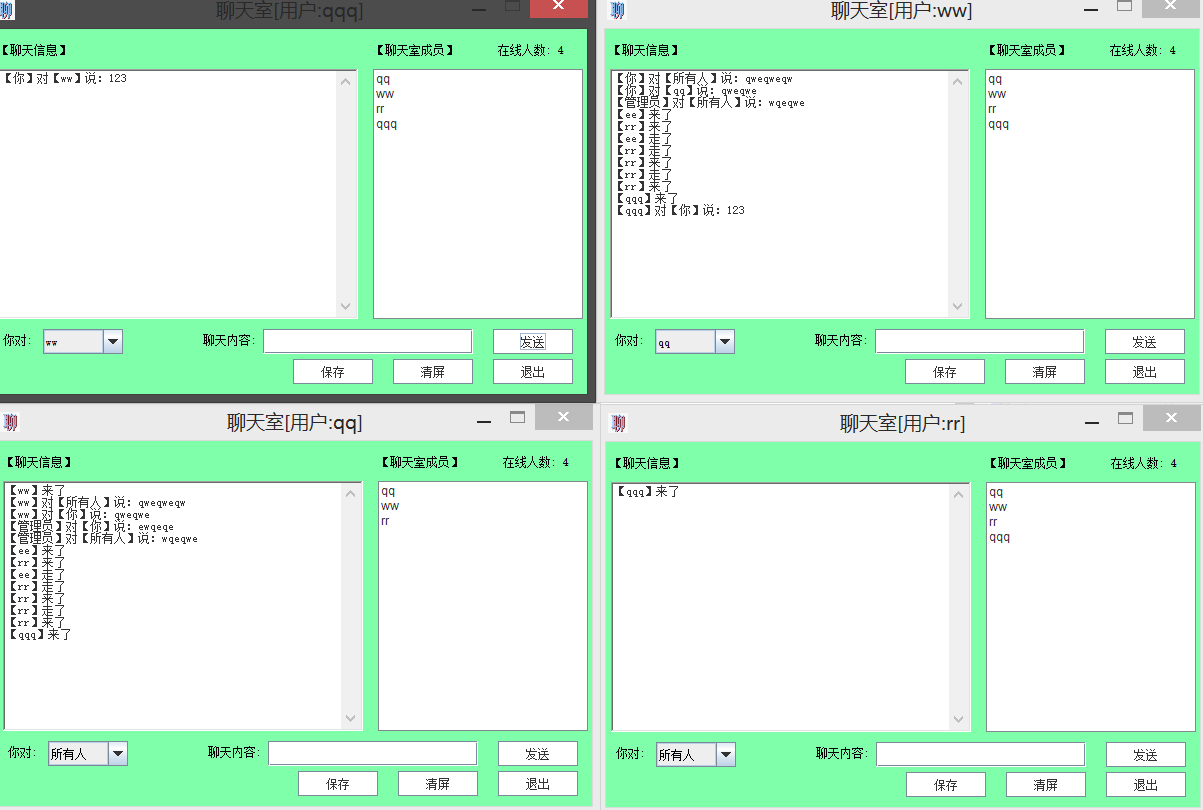 聊
聊天室[用户:qqq]
【聊天信息】
【聊天室成员】
在线人数: 4
【你】对【ww】说: 123
qq
ww
rr
qqq
你对:
ww
聊天内容:
发送
保存
清屏
退出
聊
聊天室[用户:ww]
【聊天信息】
【聊天室成员】
在线人数: 4
【你】对【所有人】说: qweqweqw
【你】对【qq】说: qweqwe
【管理员】对【所有人】说: wqeqwe
【ee】来了
【rr】来了
【ee】走了
【rr】走了
【rr】来了
【rr】走了
【rr】来了
【qqq】来了
【qqq】对【你】说: 123
qq
ww
rr
qqq
你对:
qq
聊天内容:
发送
保存
清屏
退出
聊
聊天室[用户:qq]
【聊天信息】
【聊天室成员】
在线人数: 4
【ww】来了
【ww】对【所有人】说: qweqweqw
【ww】对【你】说: qweqwe
【管理员】对【你】说: ewqeqe
【管理员】对【所有人】说: wqeqwe
【ee】来了
【rr】来了
【ee】走了
【rr】走了
【rr】来了
【rr】走了
【rr】来了
【qqq】来了
qq
ww
rr
你对:
所有人
聊天内容:
发送
保存
清屏
退出
聊
聊天室[用户:rr]
【聊天信息】
【聊天室成员】
在线人数: 4
【qqq】来了
qq
ww
rr
qqq
你对:
所有人
聊天内容:
发送
保存
清屏
退出